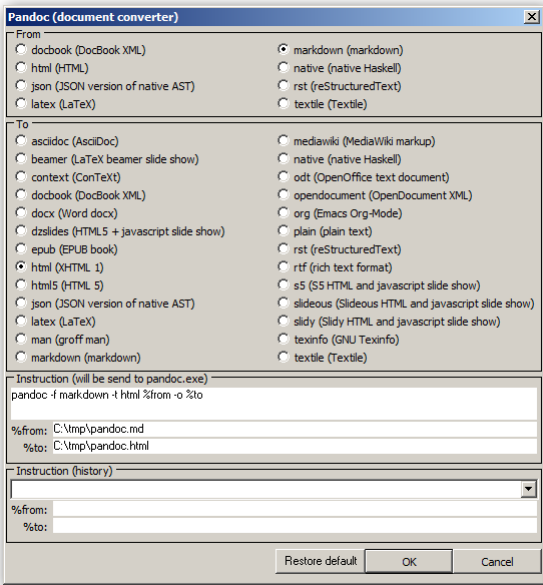 Pandoc (document converter)
From
docbook (DocBook XML)
html (HTML)
json (JSON version of native AST)
latex (LaTeX)
markdown (markdown)
native (native Haskell)
rst (reStructuredText)
textile (Textile)
To
asciidoc (AsciiDoc)
beamer (LaTeX beamer slide show)
context (ConTeXt)
docbook (DocBook XML)
docx (Word docx)
dzslides (HTML5 + javascript slide show)
epub (EPUB book)
html (XHTML 1)
html5 (HTML 5)
json (JSON version of native AST)
latex (LaTeX)
man (groff man)
markdown (markdown)
mediawiki (MediaWiki markup)
native (native Haskell)
odt (OpenOffice text document)
opendocument (OpenDocument XML)
org (Emacs Org-Mode)
plain (plain text)
rst (reStructuredText)
rtf (rich text format)
s5 (S5 HTML and javascript slide show)
slideous (Slideous HTML and javascript slide show)
slidy (Slidy HTML and javascript slide show)
texinfo (GNU Texinfo)
textile (Textile)
Instruction (will be send to pandoc.exe)
pandoc -f markdown -t html %from -o %to
%from: C:\tmp\pandoc.md
%to: C:\tmp\pandoc.html
Instruction (history)
%from:
%to:
Restore default OK Cancel